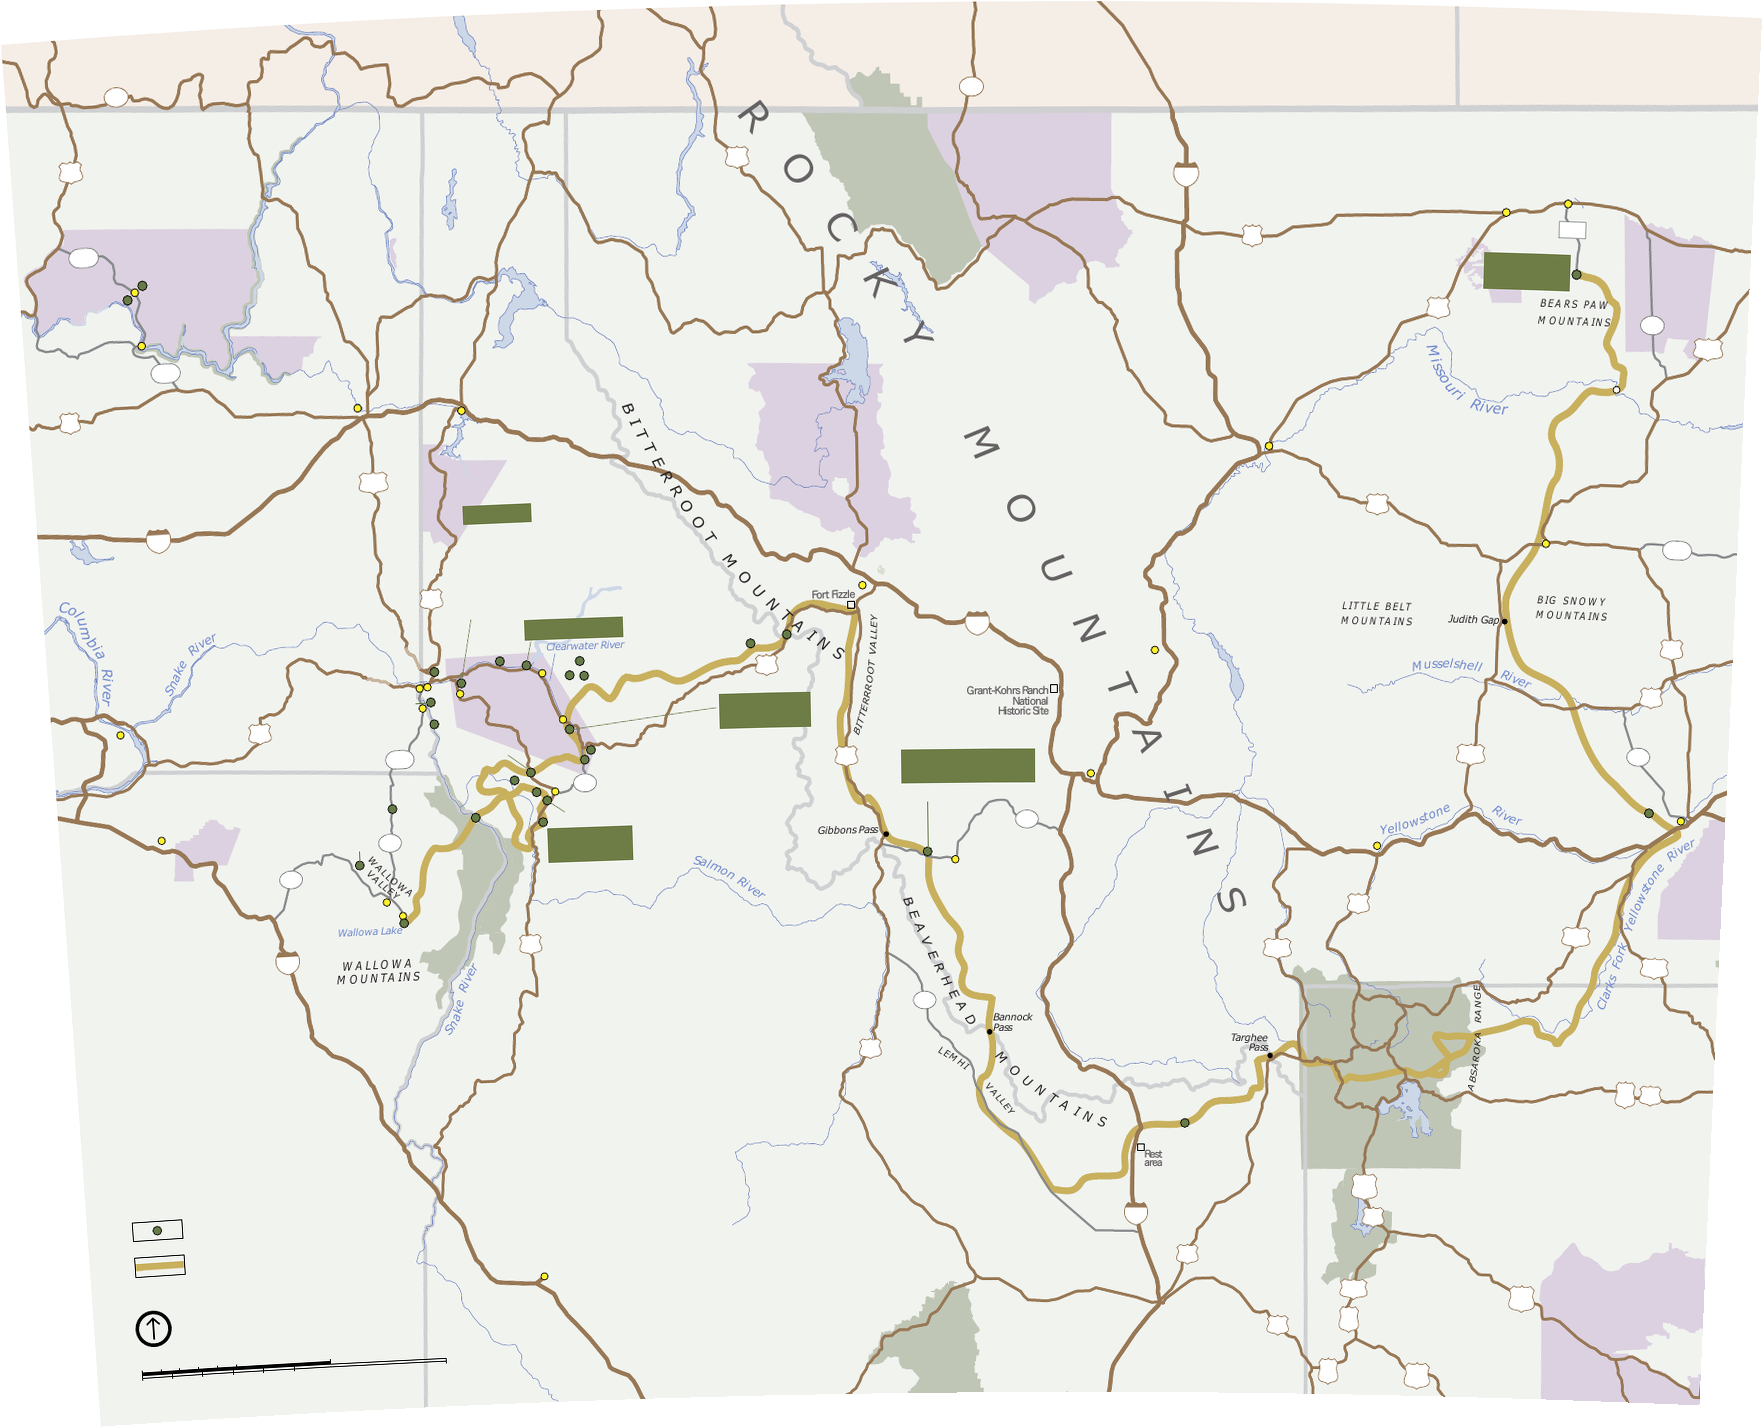 ROCKY MOUNTAINS
BEARS PAW
MOUNTAINS
Missouri River
BITTERROOT MOUNTAINS
Columbia River
Snake River
Clearwater River
Fort Fizzle
BITTERROOT VALLEY
LITTLE BELT
MOUNTAINS
BIG SNOWY
MOUNTAINS
Judith Gap
Musselshell River
Grant-Kohrs Ranch
National
Historic Site
Gibbons Pass
Yellowstone River
WALLOWA
VALLEY
Salmon River
Wallowa Lake
WALLOWA
MOUNTAINS
Snake River
BEAVERHEAD MOUNTAINS
Bannock
Pass
LEMHI VALLEY
Targhee
Pass
ABSAROKA RANGE
Clarks Fork Yellowstone River
Rest
area